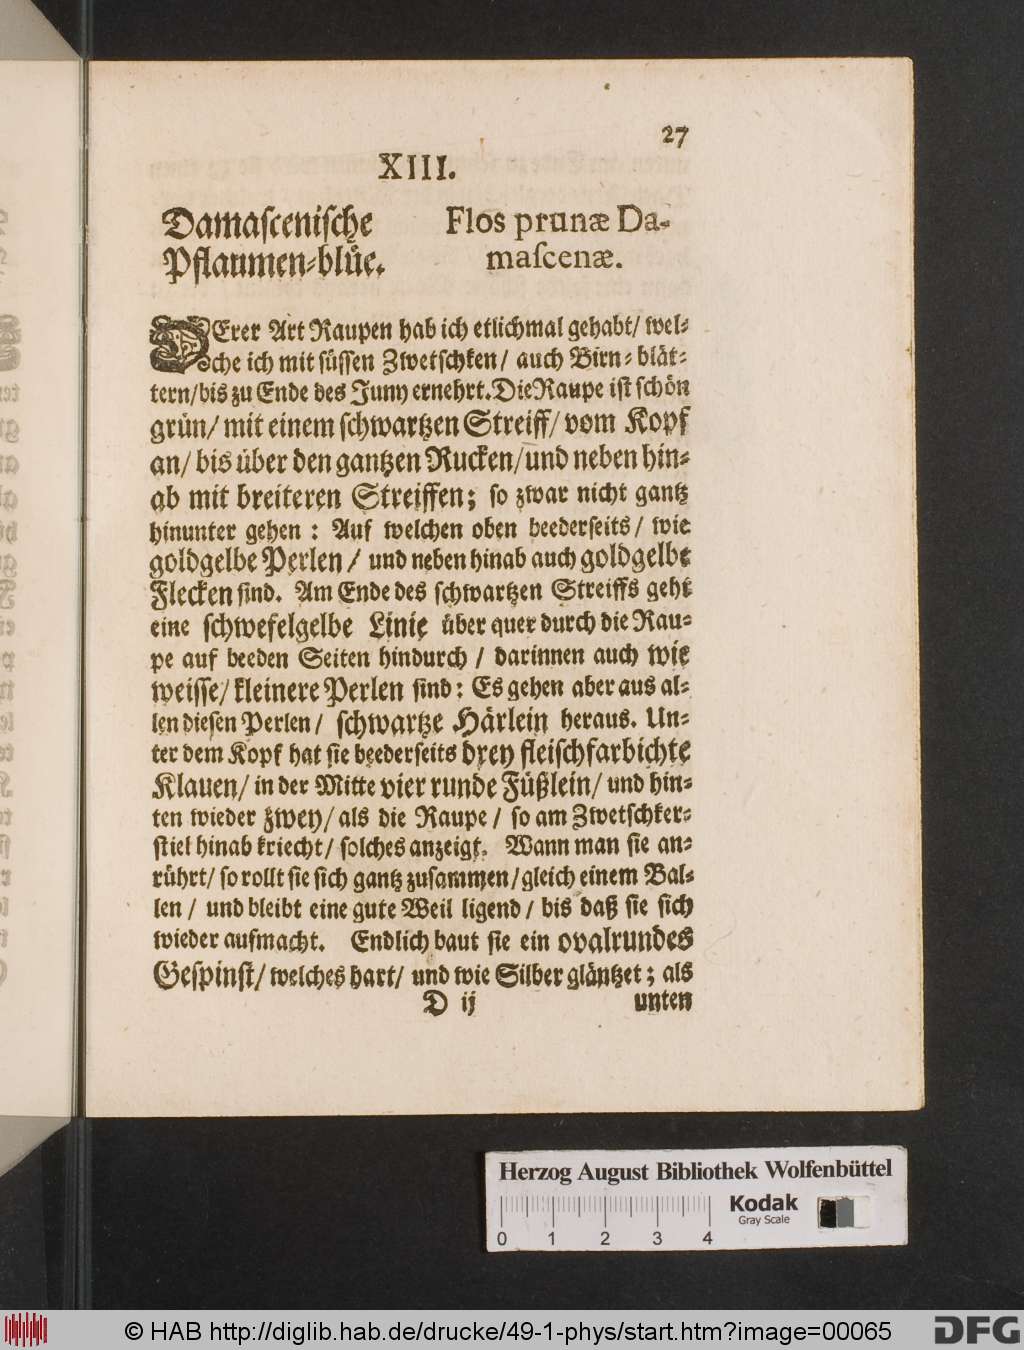 27
XIII.
Damaſceniſche
Pflaumen-blüe.
Flos prunæ Da-
maſcenæ.
DErer Art Raupen hab ich etlichmal gehabt/ wel-
che ich mit ſüſſen Zwetſchken/ auch Birn-blät-
tern/bis zu Ende des Juny ernehrt. Die Raupe iſt ſchön
grün/ mit einem ſchwartzen Streiff/ vom Kopf
an/ bis über den gantzen Rucken/ und neben hin-
ab mit breiteren Streiffen; ſo zwar nicht gantz
hinunter gehen: Auf welchen oben beederſeits/ wie
goldgelbe Perlen/ und neben hinab auch goldgelbe
Flecken ſind. Am Ende des ſchwartzen Streiffs geht
eine ſchwefelgelbe Linie über quer durch die Rau-
pe auf beeden Seiten hindurch/ darinnen auch wie
weiſſe/ kleinere Perlen ſind: Es gehen aber aus al-
len dieſen Perlen/ ſchwartze Härlein heraus. Un-
ter dem Kopf hat ſie beederſeits drey fleiſchfarbichte
Klauen/ in der Mitte vier runde Füßlein/ und hin-
ten wieder zwey/ als die Raupe/ ſo am Zwetſchker-
ſtiel hinab kriecht/ ſolches anzeigt. Wann man ſie an-
rührt/ ſo rollt ſie ſich gantz zuſammen/ gleich einem Bal-
len/ und bleibt eine gute Weil ligend/ bis daß ſie ſich
wieder aufmacht. Endlich baut ſie ein ovalrundes
Geſpinſt/ welches hart/ und wie Silber gläntzet; als
D ij
unten
Herzog August Bibliothek Wolfenbüttel
Kodak
Gray Scale
0 1 2 3 4
© HAB http://diglib.hab.de/drucke/49-1-phys/start.htm?image=00065
DFG